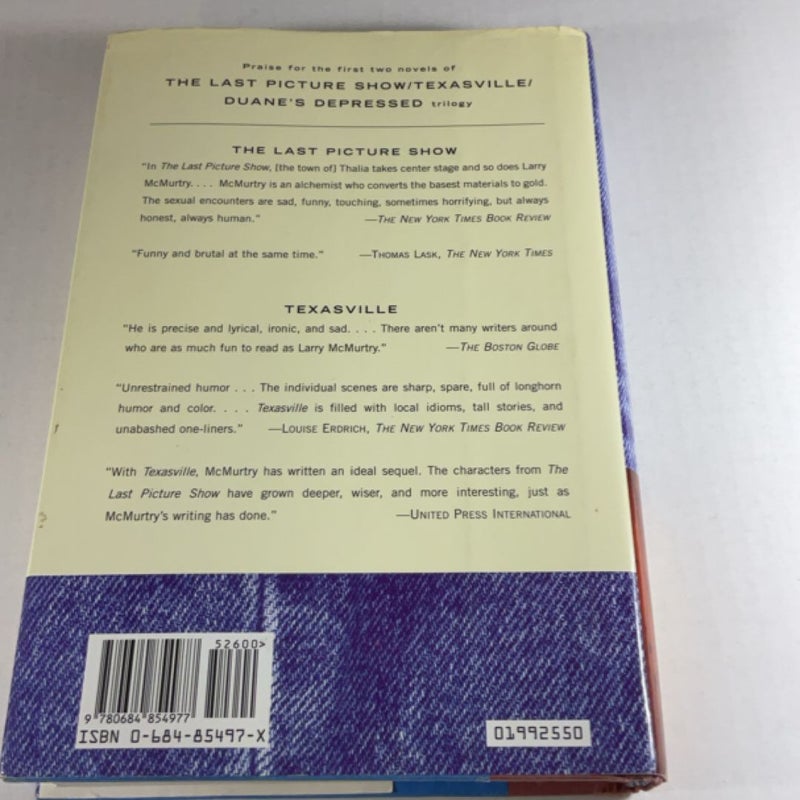 Praise for the first two novels of
THE LAST PICTURE SHOW/TEXASVILLE/
DUANE'S DEPRESSED trilogy
THE LAST PICTURE SHOW
"In The Last Picture Show, [the town of] Thalia takes center stage and so does Larry
McMurtry. . . . McMurtry is an alchemist who converts the basest materials to gold.
The sexual encounters are sad, funny, touching, sometimes horrifying, but always
honest, always human." —THE NEW YORK TIMES BOOK REVIEW
"Funny and brutal at the same time." —THOMAS LASK, THE NEW YORK TIMES
TEXASVILLE
"He is precise and lyrical, ironic, and sad. . . . There aren't many writers around
who are as much fun to read as Larry McMurtry." —THE BOSTON GLOBE
"Unrestrained humor . . . The individual scenes are sharp, spare, full of longhorn
humor and color. . . . Texasville is filled with local idioms, tall stories, and
unabashed one-liners." —LOUISE ERDRICH, THE NEW YORK TIMES BOOK REVIEW
"With Texasville, McMurtry has written an ideal sequel. The characters from The
Last Picture Show have grown deeper, wiser, and more interesting, just as
McMurtry's writing has done." —UNITED PRESS INTERNATIONAL
52600>
9 780684 854977
ISBN 0-684-85497-X
01992550